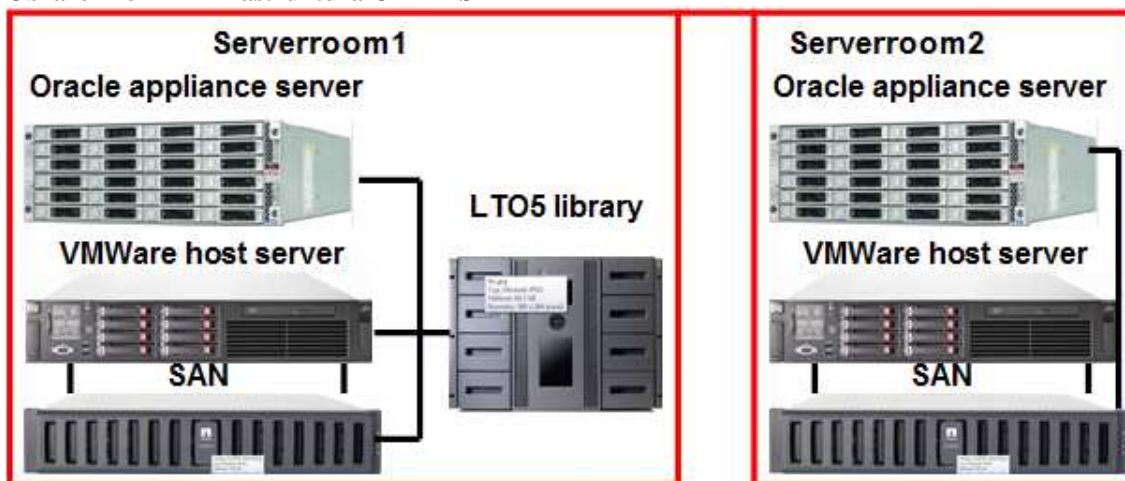 Serverroom1
Oracle appliance server
LTO5 library
VMWare host server
SAN
Serverroom2
Oracle appliance server
VMWare host server
SAN